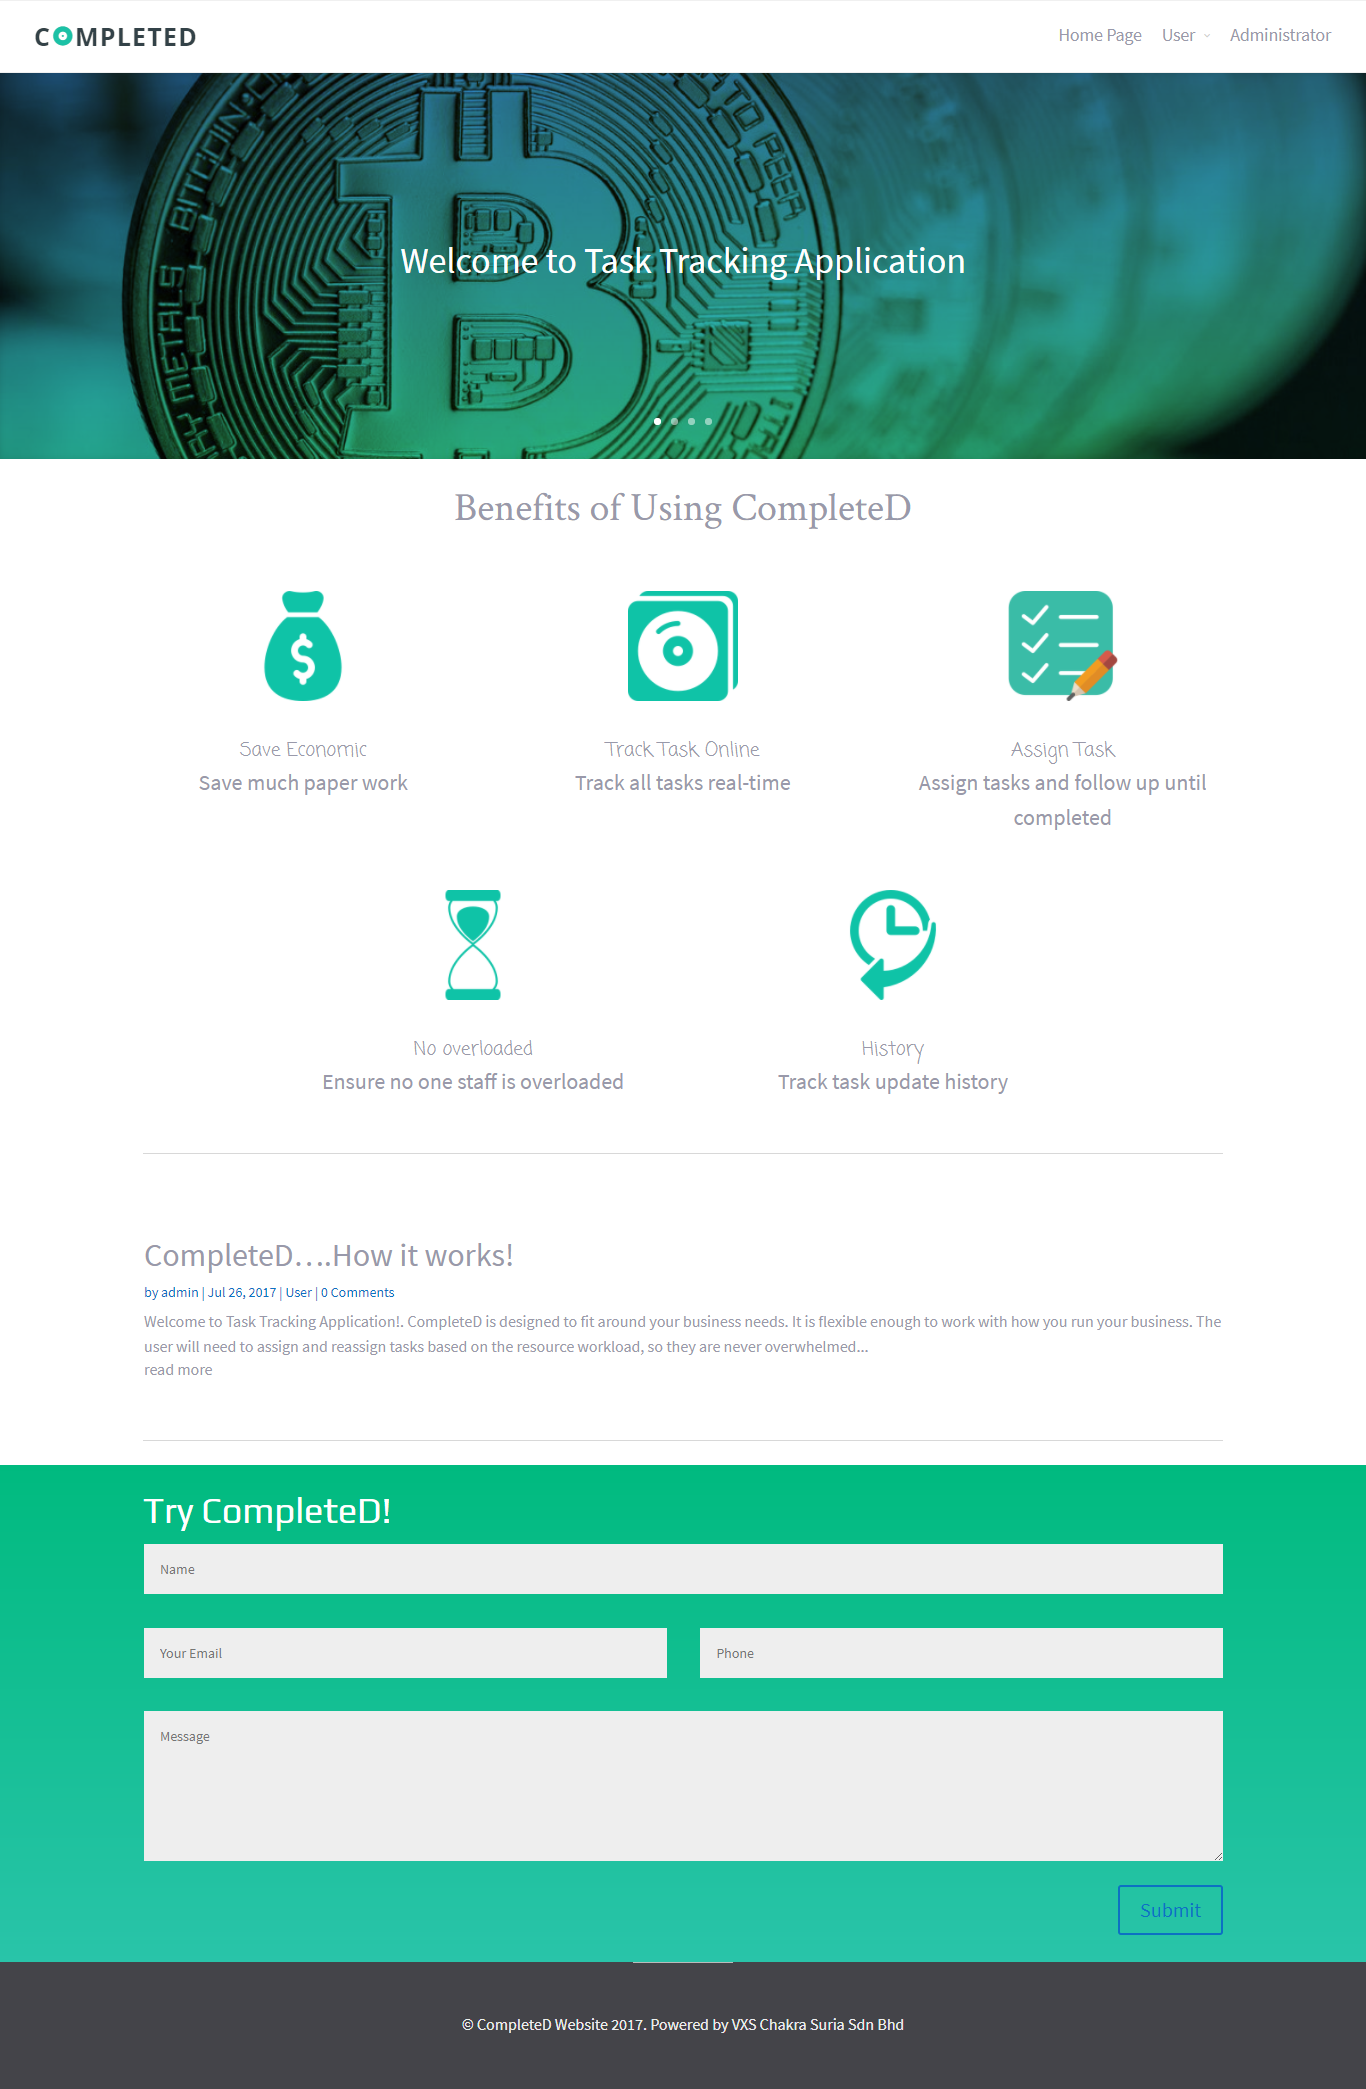 COMPLETED
Home Page User Administrator
BITCOIN
METALS
Welcome to Task Tracking Application
Benefits of Using CompleteD
Save Economic
Save much paper work
Track Task Online
Track all tasks real-time
Assign Task
Assign tasks and follow up until
completed
No overloaded
Ensure no one staff is overloaded
History
Track task update history
CompleteD….How it works!
by admin | Jul 26, 2017 | User | 0 Comments
Welcome to Task Tracking Application!. CompleteD is designed to fit around your business needs. It is flexible enough to work with how you run your business. The
user will need to assign and reassign tasks based on the resource workload, so they are never overwhelmed...
read more
Try CompleteD!
Name
Your Email
Phone
Message
Submit
© CompleteD Website 2017. Powered by VXS Chakra Suria Sdn Bhd